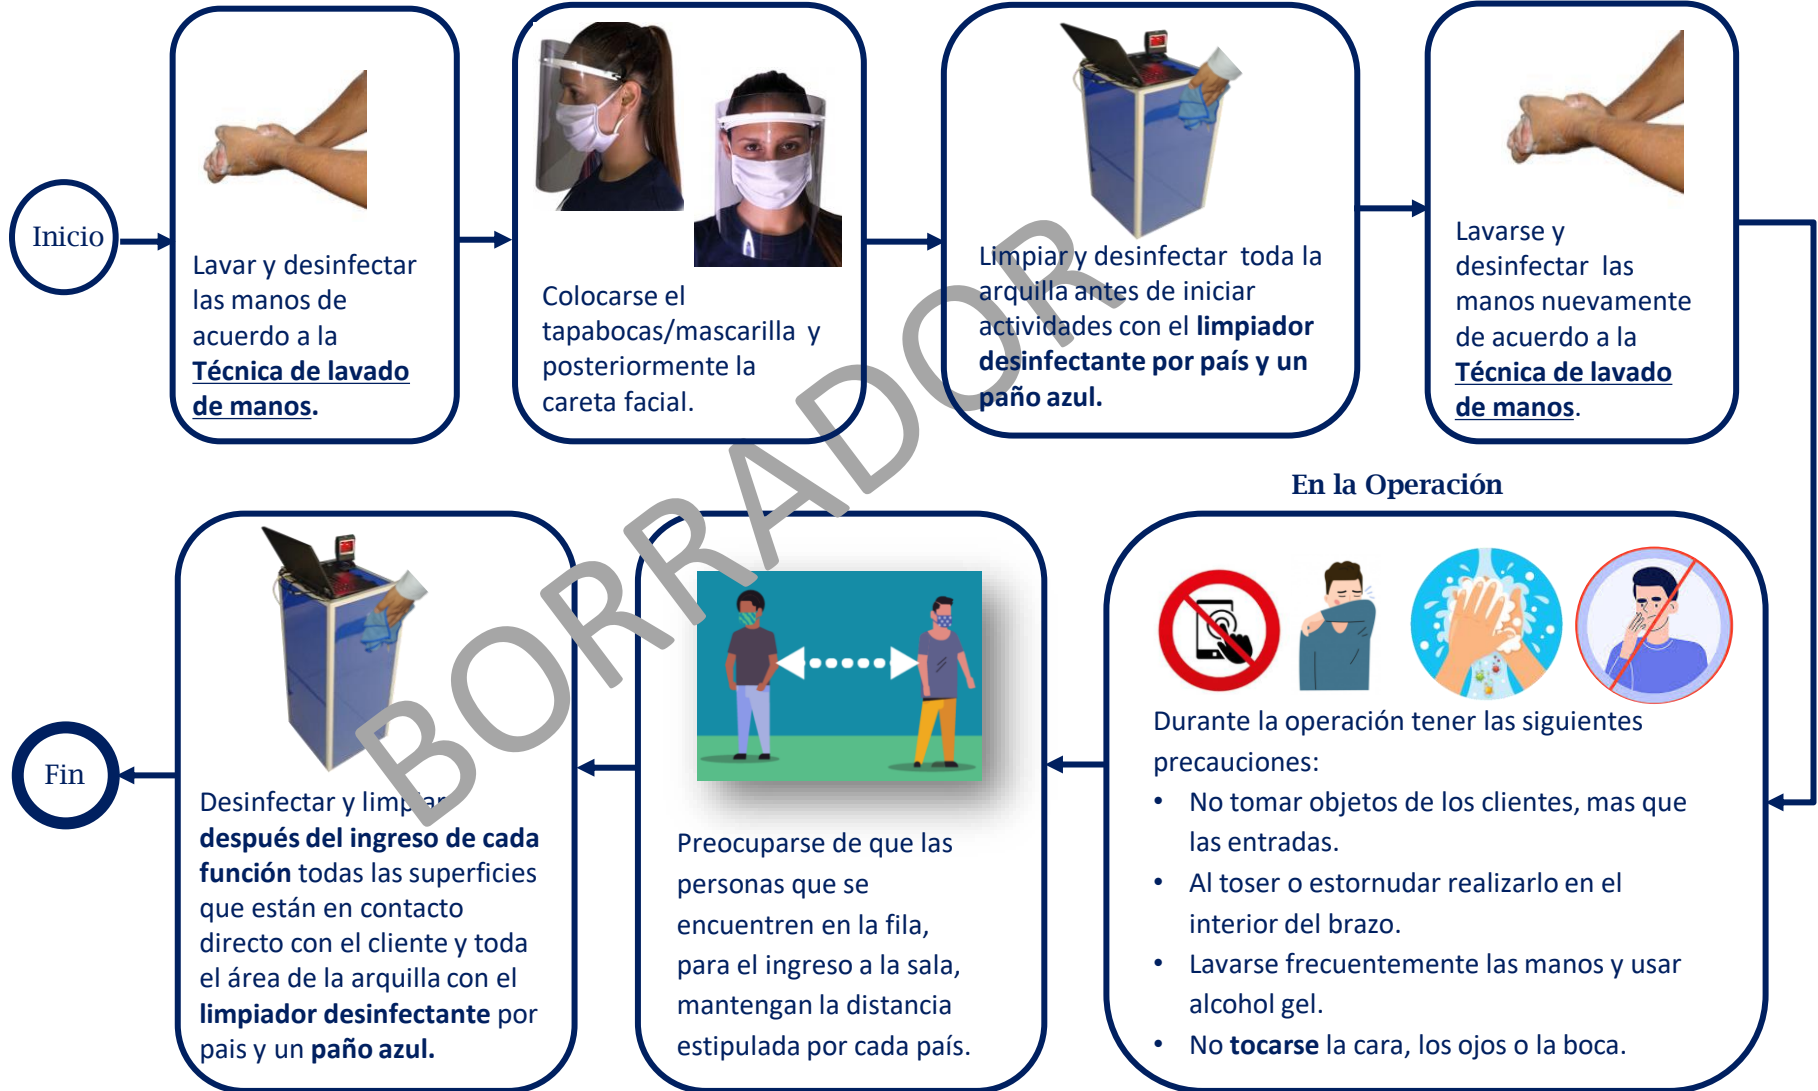 Inicio
Lavar y desinfectar
las manos de
acuerdo a la
Técnica de lavado
de manos.
Colocarse el
tapabocas/mascarilla y
posteriormente la
careta facial.
Limpiar y desinfectar toda la
arquilla antes de iniciar
actividades con el limpiador
desinfectante por país y un
paño azul.
Lavarse y
desinfectar las
manos nuevamente
de acuerdo a la
Técnica de lavado
de manos.
En la Operación
Durante la operación tener las siguientes
precauciones:
• No tomar objetos de los clientes, mas que
las entradas.
• Al toser o estornudar realizarlo en el
interior del brazo.
• Lavarse frecuentemente las manos y usar
alcohol gel.
• No tocarse la cara, los ojos o la boca.
Preocuparse de que las
personas que se
encuentren en la fila,
para el ingreso a la sala,
mantengan la distancia
estipulada por cada país.
Desinfectar y limpiar
después del ingreso de cada
función todas las superficies
que están en contacto
directo con el cliente y toda
el área de la arquilla con el
limpiador desinfectante por
pais y un paño azul.
Fin
BORRADOR